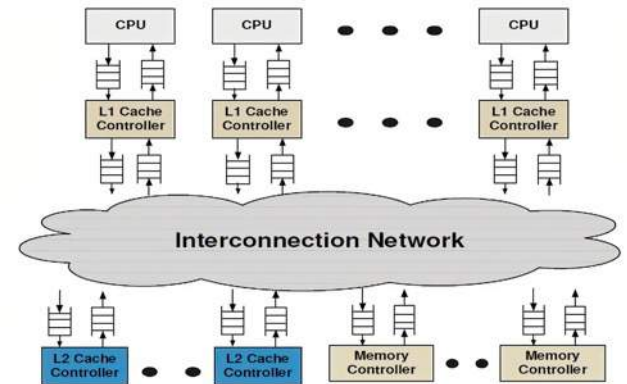 CPU
CPU
CPU
L1 Cache
Controller
L1 Cache
Controller
L1 Cache
Controller
Interconnection Network
L2 Cache
Controller
L2 Cache
Controller
Memory
Controller
Memory
Controller